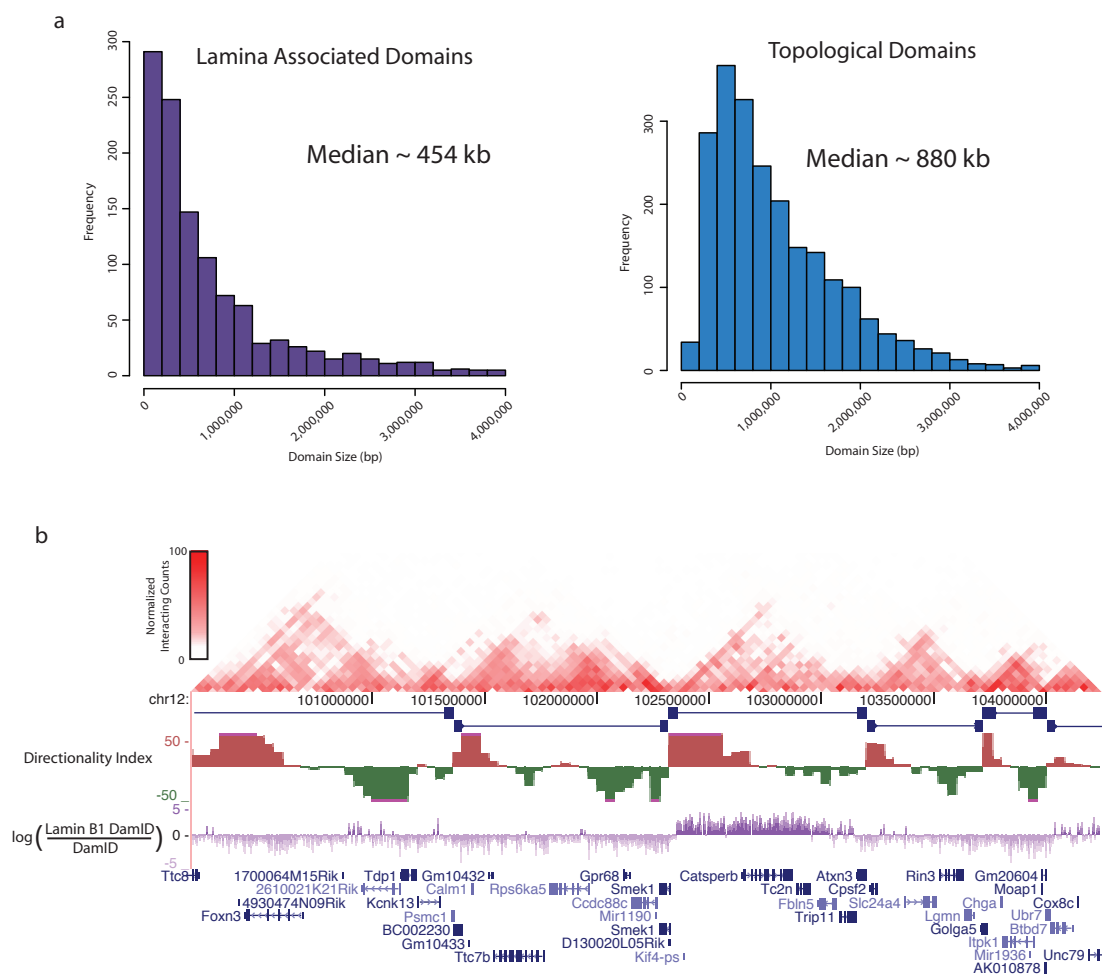 a
Lamina Associated Domains
Median ~ 454 kb
Frequency
0
50
100
150
200
250
300
0
1,000,000
2,000,000
3,000,000
4,000,000
Domain Size (bp)
Topological Domains
Median ~ 880 kb
Frequency
0
100
200
300
0
1,000,000
2,000,000
3,000,000
4,000,000
Domain Size (bp)
b
Normalized
Interacting Counts
100
0
chr12: 101000000 101500000 102000000 102500000 103000000 103500000 104000000
Directionality Index
50 -
-50 _
5 -
log(Lamin B1 DamID
DamID)
0 -
-5 _
Ttc8 1700064M15Rik Tdp1 Gm10432 Gpr68 Catsperb Atxn3 Rin3 Gm20604
2610021K21Rik Calm1 Rps6ka5 Smek1 Tc2n Cpsf2 Moap1
4930474N09Rik Kcnk13 Ccdc88c Fbln5 Slc24a4 Chga Cox8c
Foxn3 Psmc1 Mir1190 Trip11 Lgmn Ubr7
BC002230 Smek1 Golga5 Btbd7
Gm10433 D130020L05Rik Itpk1
Ttc7b Kif4-ps Mir1936 Unc79
AK010878